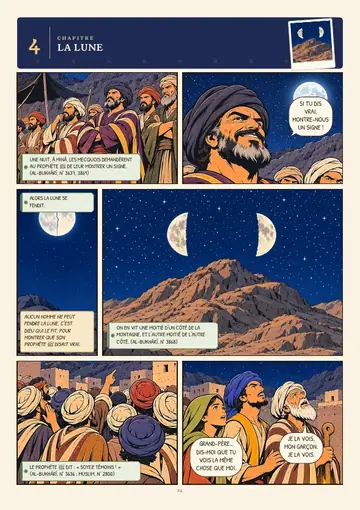 4
CHAPITRE
LA LUNE
UNE NUIT, À MINÂ, LES MECQUOIS DEMANDÈRENT
AU PROPHÈTE ﷺ DE LEUR MONTRER UN SIGNE.
(AL-BUKHÂRÎ, N° 3637, 3869)
SI TU DIS
VRAI,
MONTRE-NOUS
UN SIGNE !
ALORS LA LUNE SE
FENDIT.
AUCUN HOMME NE PEUT
FENDRE LA LUNE. C'EST
DIEU QUI LE FIT, POUR
MONTRER QUE SON
PROPHÈTE ﷺ DISAIT VRAI.
ON EN VIT UNE MOITIÉ D'UN CÔTÉ DE LA
MONTAGNE, ET L'AUTRE MOITIÉ DE L'AUTRE
CÔTÉ. (AL-BUKHÂRÎ, N° 3868)
LE PROPHÈTE ﷺ DIT : « SOYEZ TÉMOINS ! »
(AL-BUKHÂRÎ, N° 3636 ; MUSLIM, N° 2800)
GRAND-PÈRE...
DIS-MOI QUE TU
VOIS LA MÊME
CHOSE QUE MOI.
JE LA VOIS,
MON GARÇON.
JE LA VOIS.